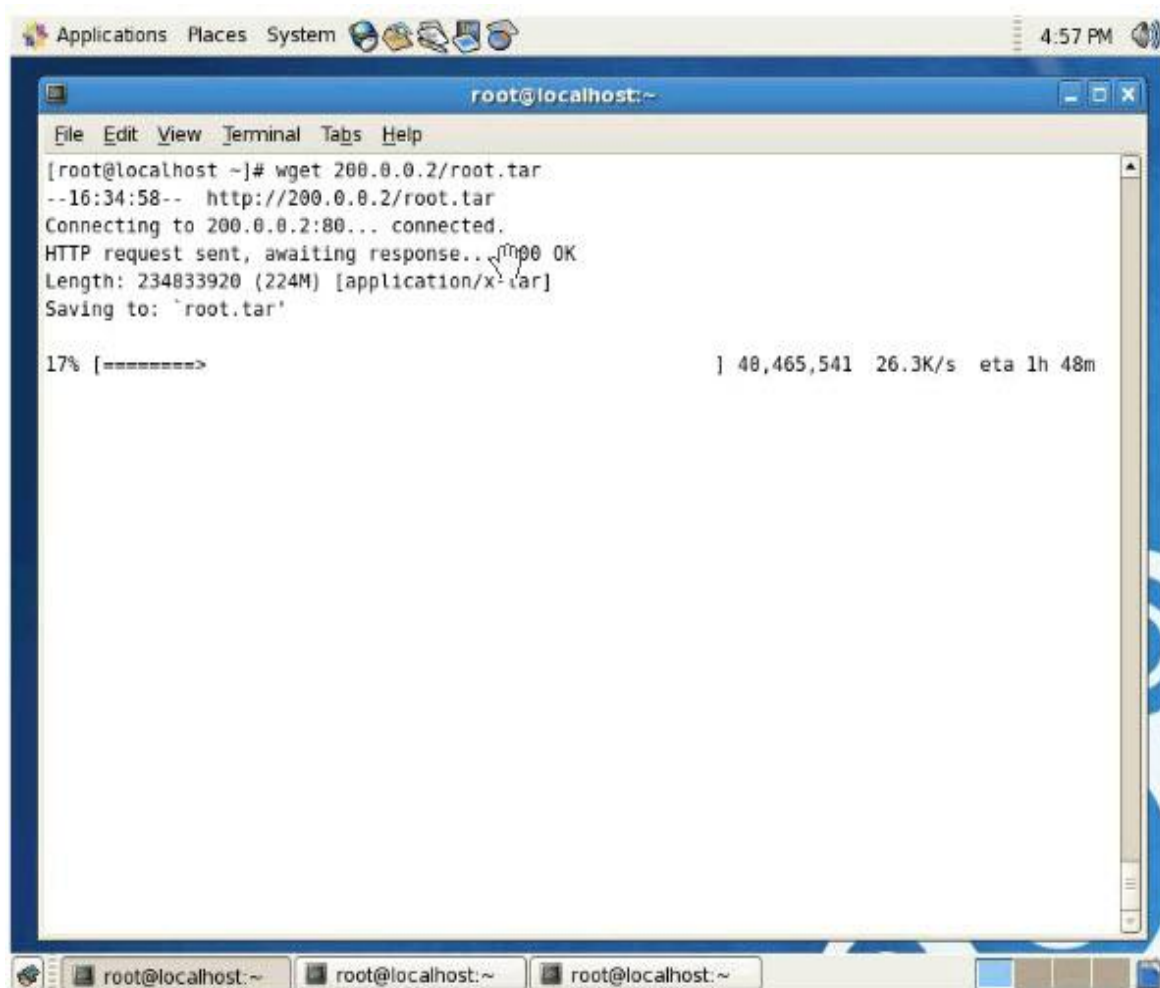 Applications Places System 4:57 PM
root@localhost:~
File Edit View Terminal Tabs Help
[root@localhost ~]# wget 200.0.0.2/root.tar
--16:34:58-- http://200.0.0.2/root.tar
Connecting to 200.0.0.2:80... connected.
HTTP request sent, awaiting response... OK
Length: 234833920 (224M) [application/x-tar]
Saving to: `root.tar'
17% [========> ] 40,465,541 26.3K/s eta 1h 48m
root@localhost:~ root@localhost:~ root@localhost:~